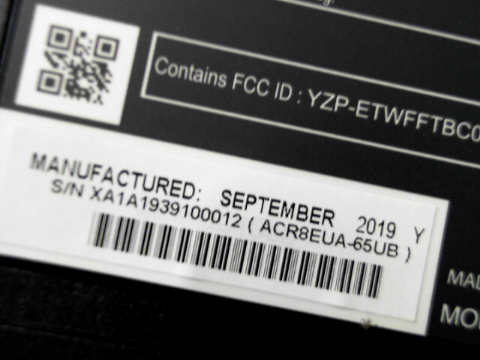 Contains FCC ID : YZP-ETWFFTBC0
MANUFACTURED: SEPTEMBER 2019 Y
S/N XA1A1939100012 ( ACR8EUA-65UB )